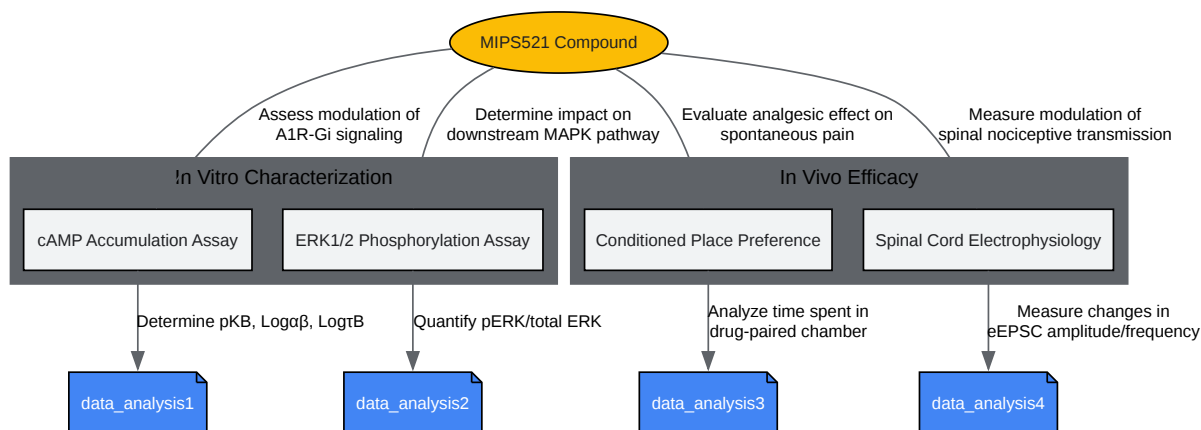 MIPS521 Compound
Assess modulation of
A1R-Gi signaling
Determine impact on
downstream MAPK pathway
Evaluate analgesic effect on
spontaneous pain
Measure modulation of
spinal nociceptive transmission
In Vitro Characterization
In Vivo Efficacy
cAMP Accumulation Assay
ERK1/2 Phosphorylation Assay
Conditioned Place Preference
Spinal Cord Electrophysiology
Determine pKB, Logαβ, LogτB
Quantify pERK/total ERK
Analyze time spent in
drug-paired chamber
Measure changes in
eEPSC amplitude/frequency
data_analysis1
data_analysis2
data_analysis3
data_analysis4